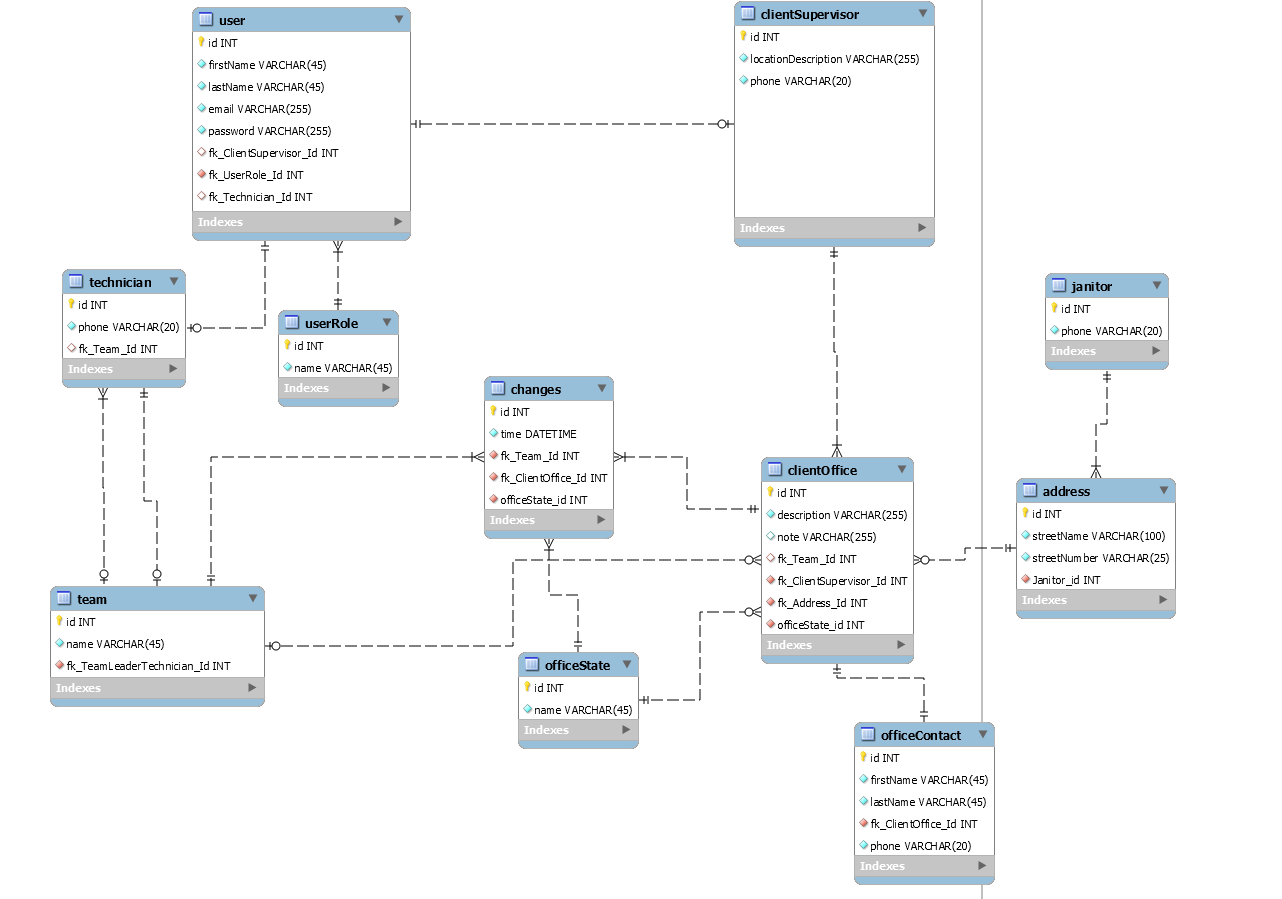 user
id INT
firstName VARCHAR(45)
lastName VARCHAR(45)
email VARCHAR(255)
password VARCHAR(255)
fk_ClientSupervisor_Id INT
fk_UserRole_Id INT
fk_Technician_Id INT
Indexes
clientSupervisor
id INT
locationDescription VARCHAR(255)
phone VARCHAR(20)
Indexes
technician
id INT
phone VARCHAR(20)
fk_Team_Id INT
Indexes
userRole
id INT
name VARCHAR(45)
Indexes
janitor
id INT
phone VARCHAR(20)
Indexes
changes
id INT
time DATETIME
fk_Team_Id INT
fk_ClientOffice_Id INT
officeState_id INT
Indexes
clientOffice
id INT
description VARCHAR(255)
note VARCHAR(255)
fk_Team_Id INT
fk_ClientSupervisor_Id INT
fk_Address_Id INT
officeState_id INT
Indexes
address
id INT
streetName VARCHAR(100)
streetNumber VARCHAR(25)
Janitor_id INT
Indexes
team
id INT
name VARCHAR(45)
fk_TeamLeaderTechnician_Id INT
Indexes
officeState
id INT
name VARCHAR(45)
Indexes
officeContact
id INT
firstName VARCHAR(45)
lastName VARCHAR(45)
fk_ClientOffice_Id INT
phone VARCHAR(20)
Indexes